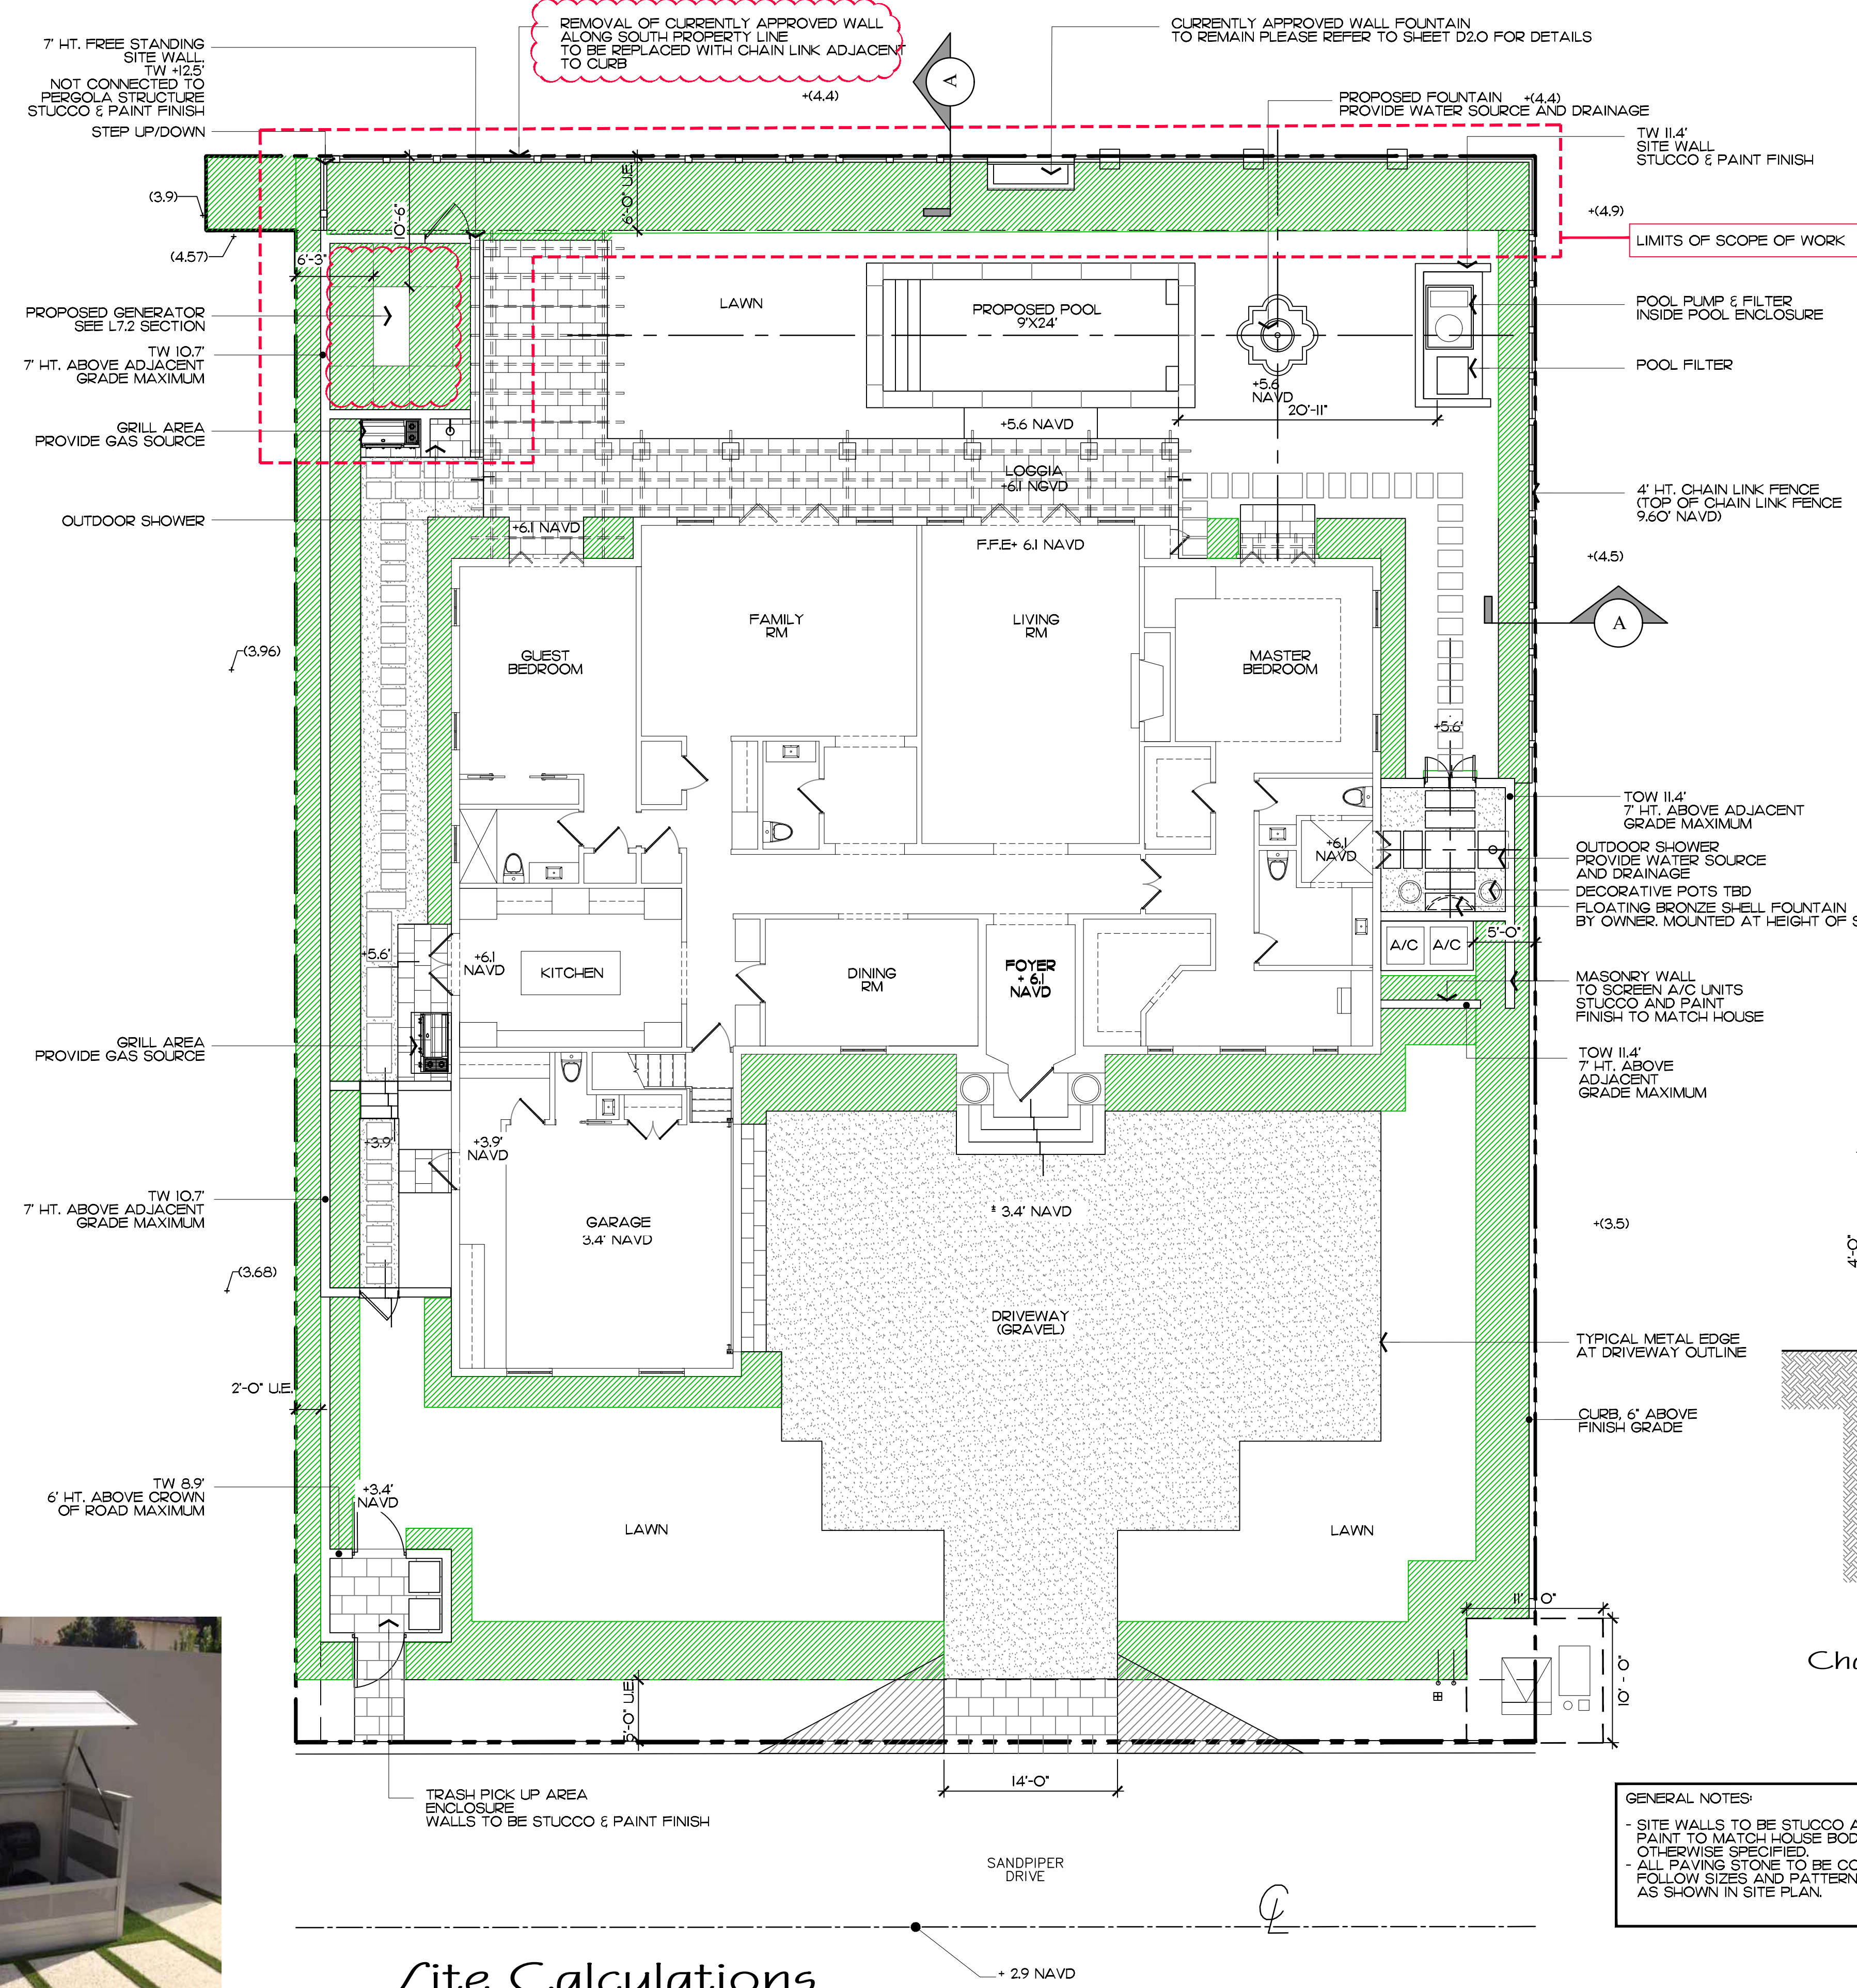 REMOVAL OF CURRENTLY APPROVED WALL
ALONG SOUTH PROPERTY LINE
TO BE REPLACED WITH CHAIN LINK ADJACENT
TO CURB
CURRENTLY APPROVED WALL FOUNTAIN
TO REMAIN PLEASE REFER TO SHEET D2.0 FOR DETAILS
7' HT. FREE STANDING
SITE WALL.
TW +12.5'
NOT CONNECTED TO
PERGOLA STRUCTURE
STUCCO & PAINT FINISH
STEP UP/DOWN
A
+(4.4)
PROPOSED FOUNTAIN
+(4.4)
PROVIDE WATER SOURCE AND DRAINAGE
TW 11.4'
SITE WALL
STUCCO & PAINT FINISH
(3.9)
(4.57)
10'-6"
6'-0" U.E.
6'-3"
+(4.9)
LIMITS OF SCOPE OF WORK
PROPOSED GENERATOR
SEE L7.2 SECTION
TW 10.7'
7' HT. ABOVE ADJACENT
GRADE MAXIMUM
GRILL AREA
PROVIDE GAS SOURCE
OUTDOOR SHOWER
LAWN
PROPOSED POOL
9'X24'
+5.6
NAVD
20'-11"
+5.6 NAVD
POOL PUMP & FILTER
INSIDE POOL ENCLOSURE
POOL FILTER
LOGGIA
+6.1 NGVD
4' HT. CHAIN LINK FENCE
(TOP OF CHAIN LINK FENCE
9.60' NAVD)
+6.1 NAVD
F.F.E+ 6.1 NAVD
+(4.5)
A
(3.96)
GUEST
BEDROOM
FAMILY
RM
LIVING
RM
MASTER
BEDROOM
+5.6'
TOW 11.4'
7' HT. ABOVE ADJACENT
GRADE MAXIMUM
+6.1
NAVD
OUTDOOR SHOWER
PROVIDE WATER SOURCE
AND DRAINAGE
DECORATIVE POTS TBD
FLOATING BRONZE SHELL FOUNTAIN
BY OWNER. MOUNTED AT HEIGHT OF S
5'-0"
A/C
A/C
+5.6'
+6.1
NAVD
KITCHEN
DINING
RM
FOYER
+ 6.1
NAVD
MASONRY WALL
TO SCREEN A/C UNITS
STUCCO AND PAINT
FINISH TO MATCH HOUSE
GRILL AREA
PROVIDE GAS SOURCE
TOW 11.4'
7' HT. ABOVE
ADJACENT
GRADE MAXIMUM
+3.9'
+3.9'
NAVD
TW 10.7'
7' HT. ABOVE ADJACENT
GRADE MAXIMUM
GARAGE
3.4' NAVD
± 3.4' NAVD
+(3.5)
4'-0"
(3.68)
DRIVEWAY
(GRAVEL)
TYPICAL METAL EDGE
AT DRIVEWAY OUTLINE
2'-0" U.E.
CURB, 6" ABOVE
FINISH GRADE
TW 8.9'
6' HT. ABOVE CROWN
OF ROAD MAXIMUM
+3.4'
NAVD
LAWN
LAWN
11' - 0"
10' - 0"
Cha
5'-0" U.E.
14'-0"
TRASH PICK UP AREA
ENCLOSURE
WALLS TO BE STUCCO & PAINT FINISH
GENERAL NOTES:
- SITE WALLS TO BE STUCCO A
PAINT TO MATCH HOUSE BOD
OTHERWISE SPECIFIED.
- ALL PAVING STONE TO BE CO
FOLLOW SIZES AND PATTERN
AS SHOWN IN SITE PLAN.
SANDPIPER
DRIVE
CL
+ 2.9 NAVD
Site Calculations